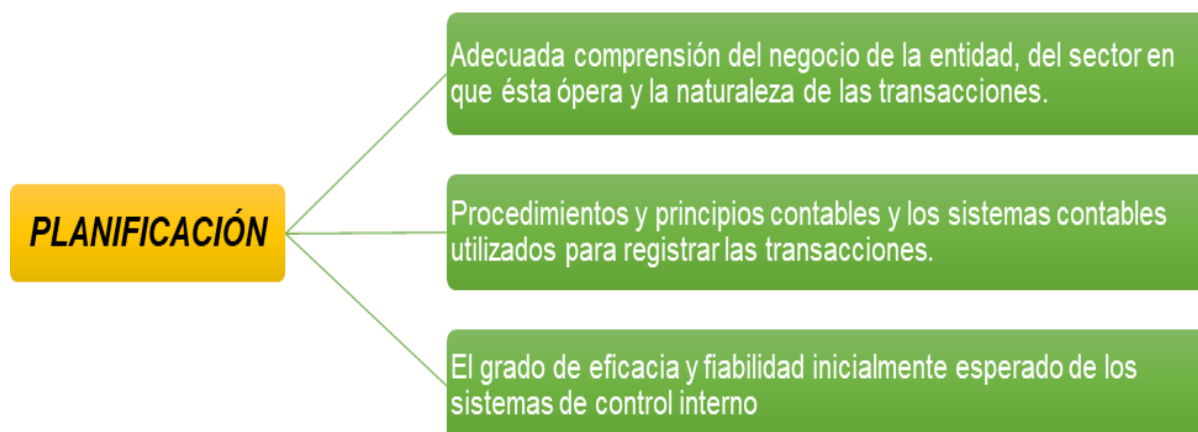 PLANIFICACIÓN
Adecuada comprensión del negocio de la entidad, del sector en
que ésta ópera y la naturaleza de las transacciones.
Procedimientos y principios contables y los sistemas contables
utilizados para registrar las transacciones.
El grado de eficacia y fiabilidad inicialmente esperado de los
sistemas de control interno